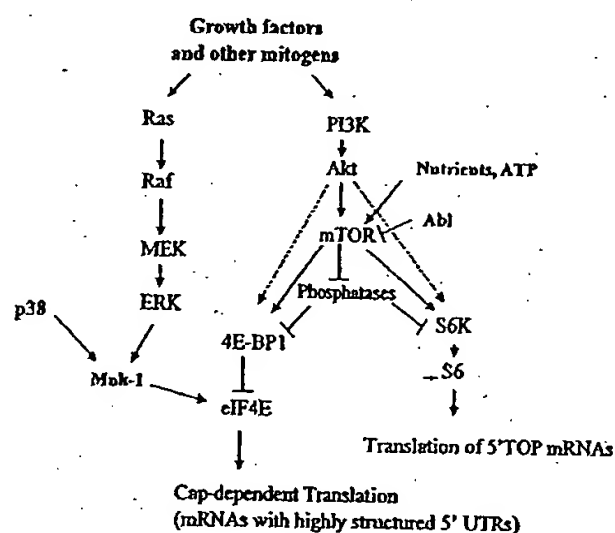 Growth factors
and other mitogens
Ras
PI3K
Raf
Akt
Nutrients, ATP
mTOR
Abl
MEK
Phosphatases
ERK
p38
4E-BP1
S6K
Mnk-1
S6
eIF4E
Translation of 5'TOP mRNAs
Cap-dependent Translation
(mRNAs with highly structured 5' UTRs)